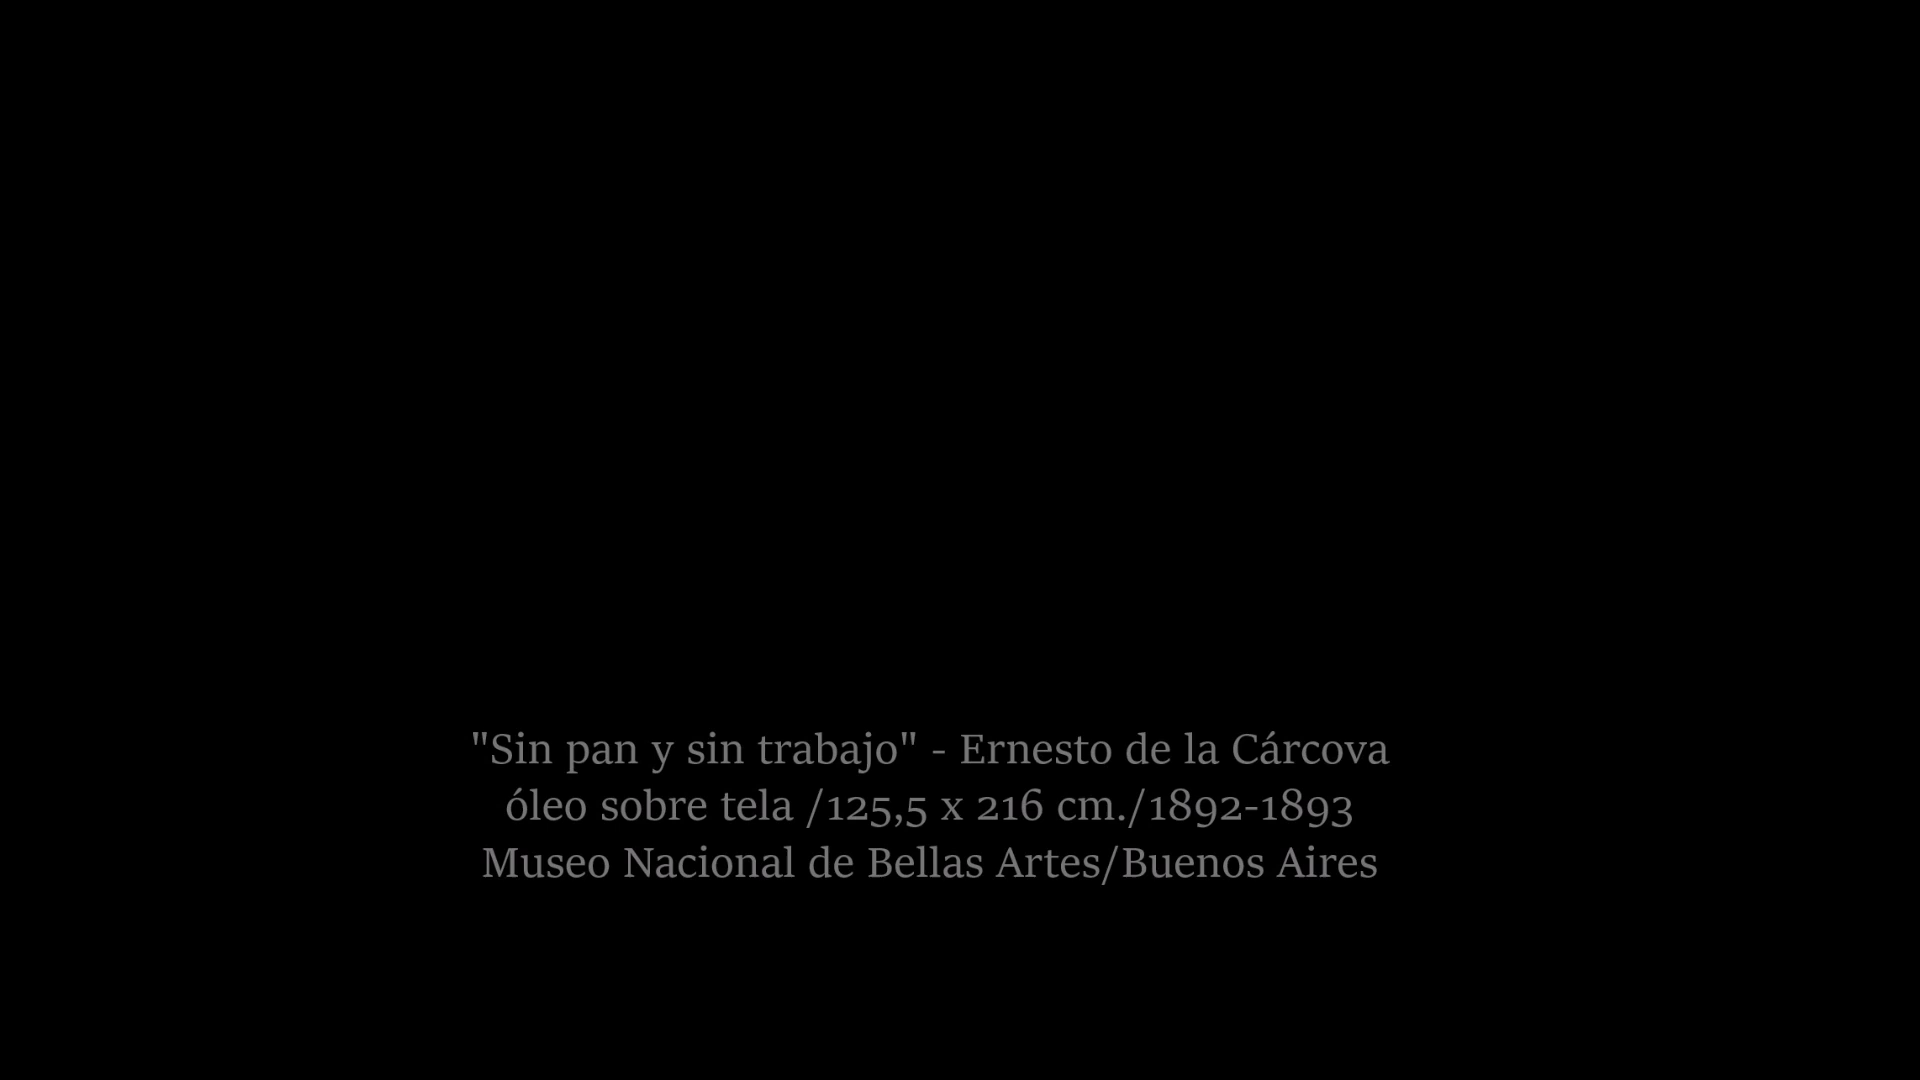 "Sin pan y sin trabajo" - Ernesto de la Cárcova
óleo sobre tela /125,5 x 216 cm./1892-1893
Museo Nacional de Bellas Artes/Buenos Aires